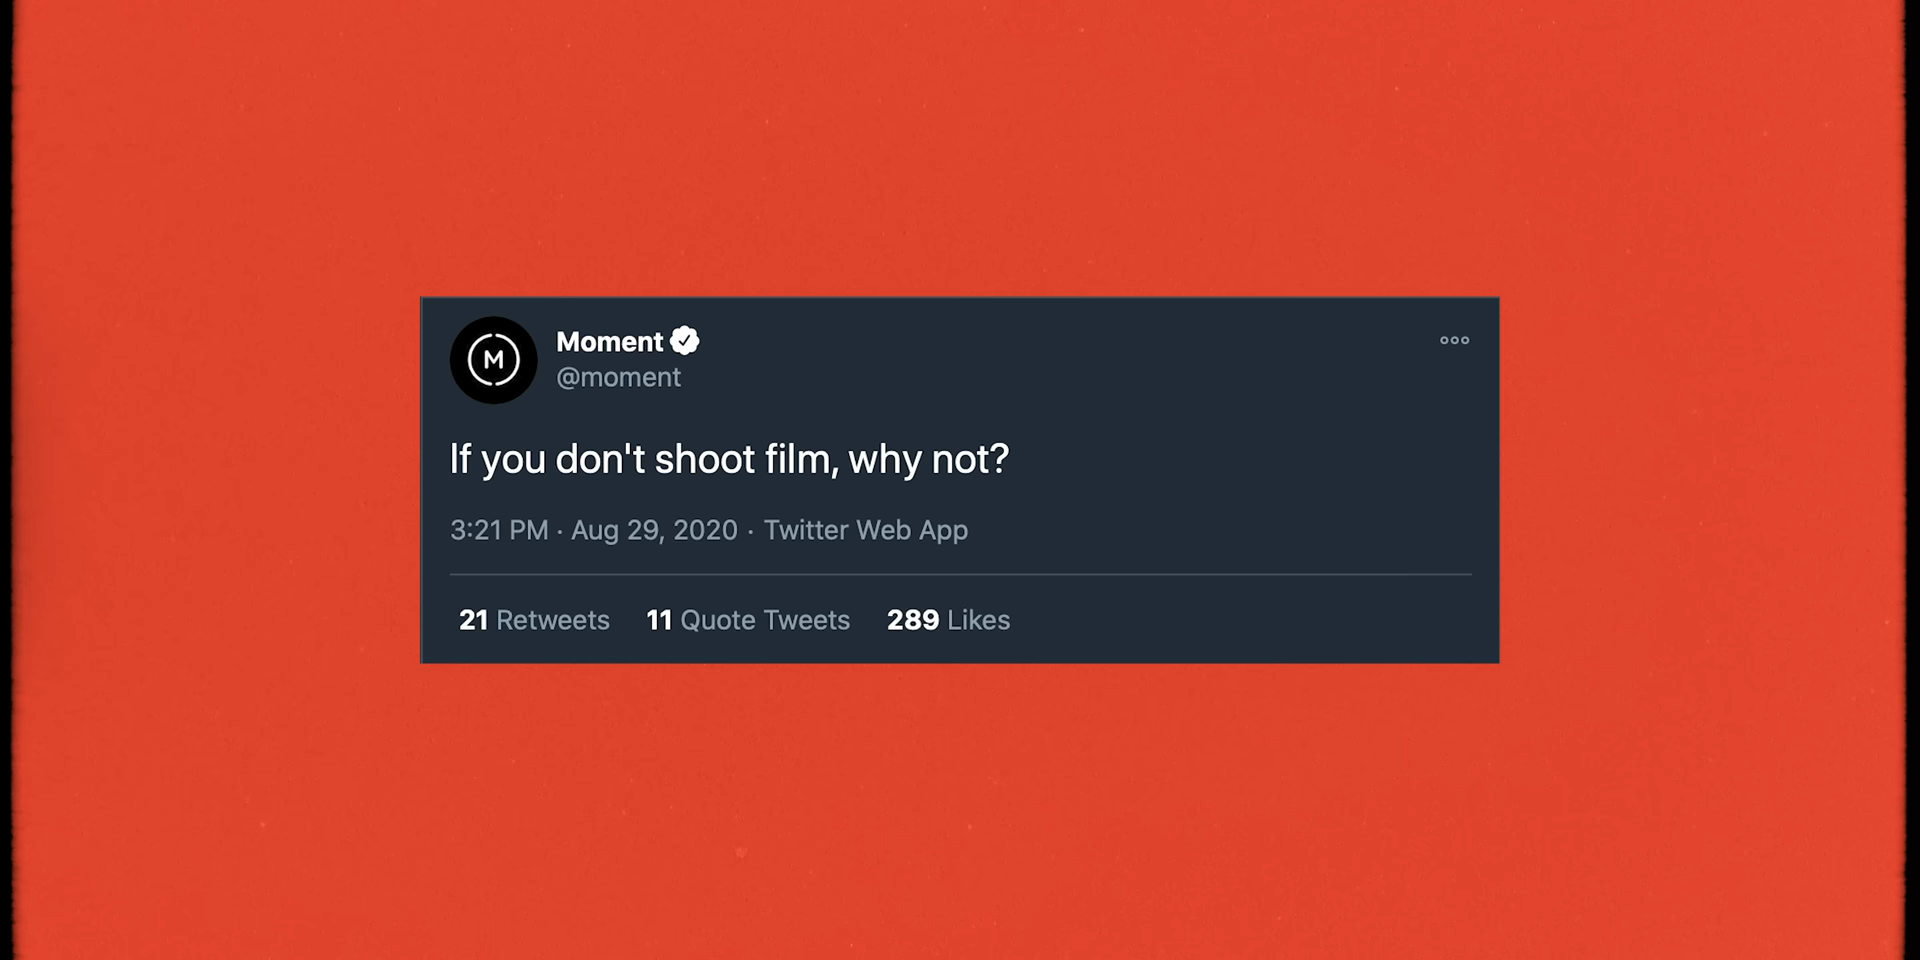 M
Moment
@moment
If you don't shoot film, why not?
3:21 PM · Aug 29, 2020 · Twitter Web App
21 Retweets 11 Quote Tweets 289 Likes